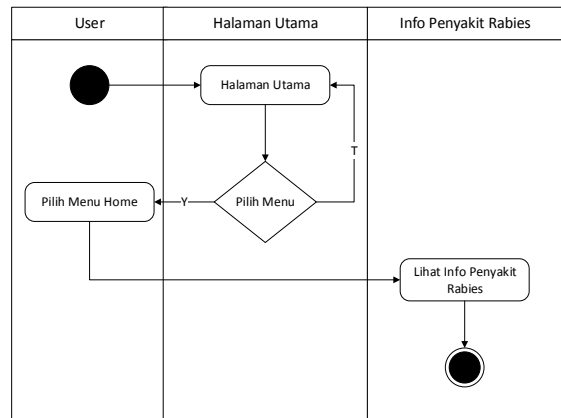 User
Halaman Utama
Info Penyakit Rabies
Halaman Utama
T
Pilih Menu Home
Y
Pilih Menu
Lihat Info Penyakit
Rabies